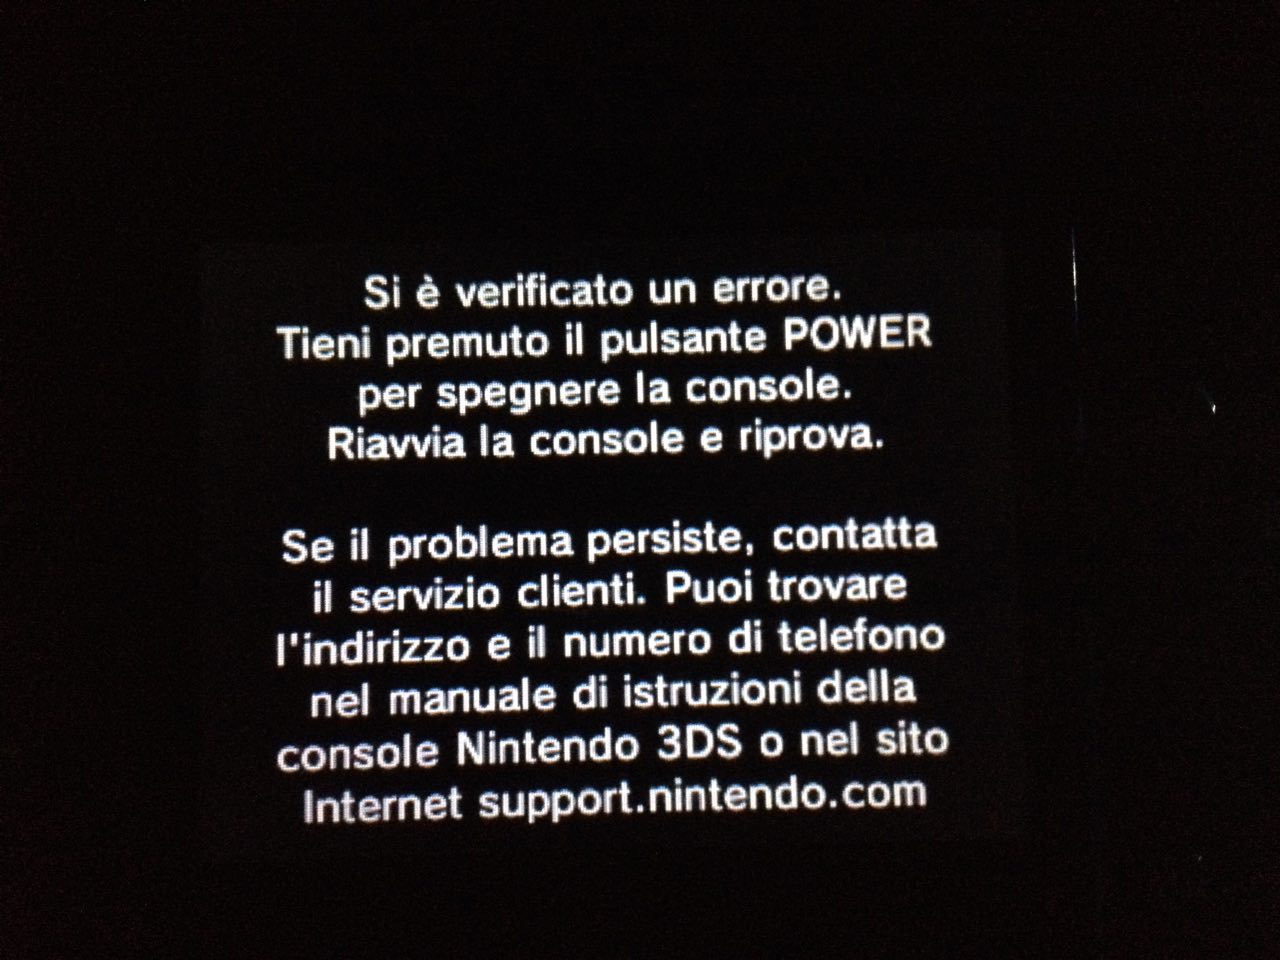 Si è verificato un errore.
Tieni premuto il pulsante POWER
per spegnere la console.
Riavvia la console e riprova.
Se il problema persiste, contatta
il servizio clienti. Puoi trovare
l'indirizzo e il numero di telefono
nel manuale di istruzioni della
console Nintendo 3DS o nel sito
Internet support.nintendo.com